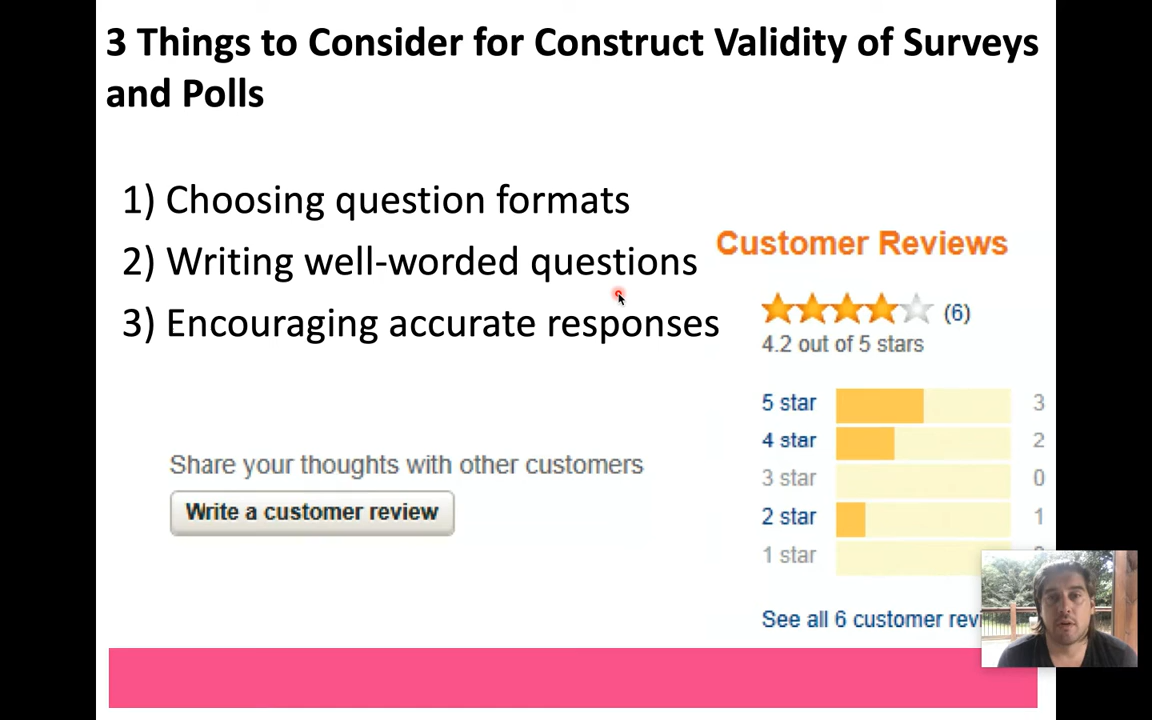 3 Things to Consider for Construct Validity of Surveys
and Polls
1) Choosing question formats
2) Writing well-worded questions
3) Encouraging accurate responses
Share your thoughts with other customers
Write a customer review
Customer Reviews
(6)
4.2 out of 5 stars
5 star 3
4 star 2
3 star 0
2 star 1
1 star
See all 6 customer